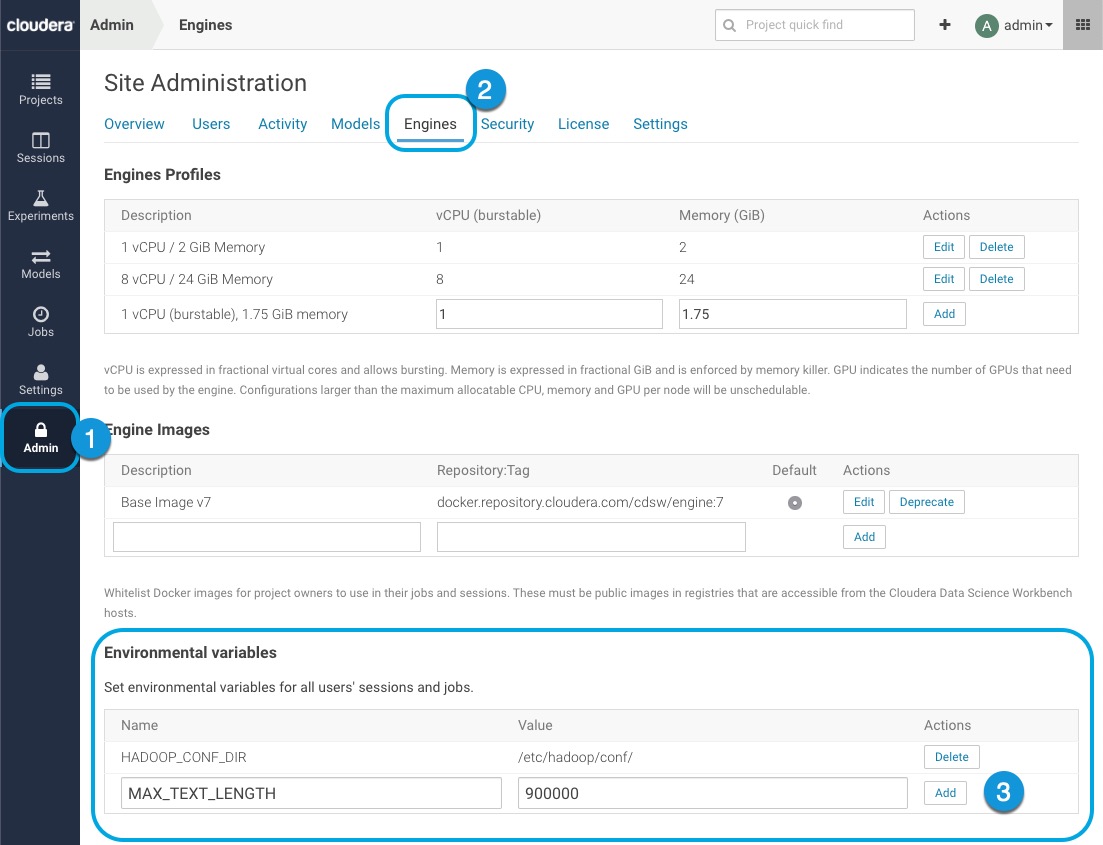 cloudera
Admin
Engines
Project quick find
+
A
admin
Projects
Sessions
Experiments
Models
Jobs
Settings
Admin
1
Site Administration
2
Overview Users Activity Models Engines Security License Settings
Engines Profiles
Description vCPU (burstable) Memory (GiB) Actions
1 vCPU / 2 GiB Memory 1 2 Edit Delete
8 vCPU / 24 GiB Memory 8 24 Edit Delete
1 vCPU (burstable), 1.75 GiB memory 1 1.75 Add
vCPU is expressed in fractional virtual cores and allows bursting. Memory is expressed in fractional GiB and is enforced by memory killer. GPU indicates the number of GPUs that need
to be used by the engine. Configurations larger than the maximum allocatable CPU, memory and GPU per node will be unschedulable.
Engine Images
Description Repository:Tag Default Actions
Base Image v7 docker.repository.cloudera.com/cdsw/engine:7 Edit Deprecate
Add
Whitelist Docker images for project owners to use in their jobs and sessions. These must be public images in registries that are accessible from the Cloudera Data Science Workbench
hosts.
Environmental variables
Set environmental variables for all users' sessions and jobs.
Name Value Actions
HADOOP_CONF_DIR /etc/hadoop/conf/ Delete
MAX_TEXT_LENGTH 900000 Add 3